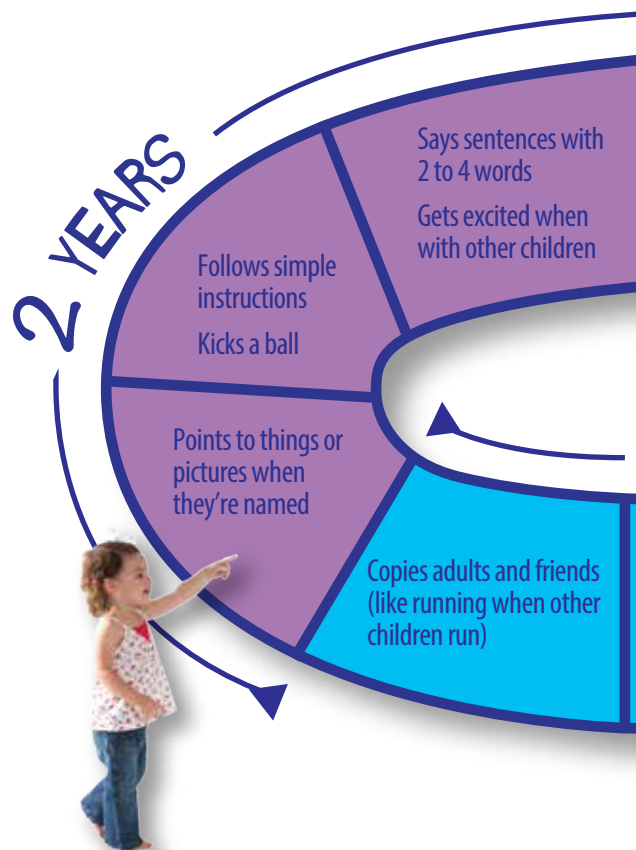 2 YEARS
Says sentences with
2 to 4 words
Gets excited when
with other children
Follows simple
instructions
Kicks a ball
Points to things or
pictures when
they're named
Copies adults and friends
(like running when other
children run)